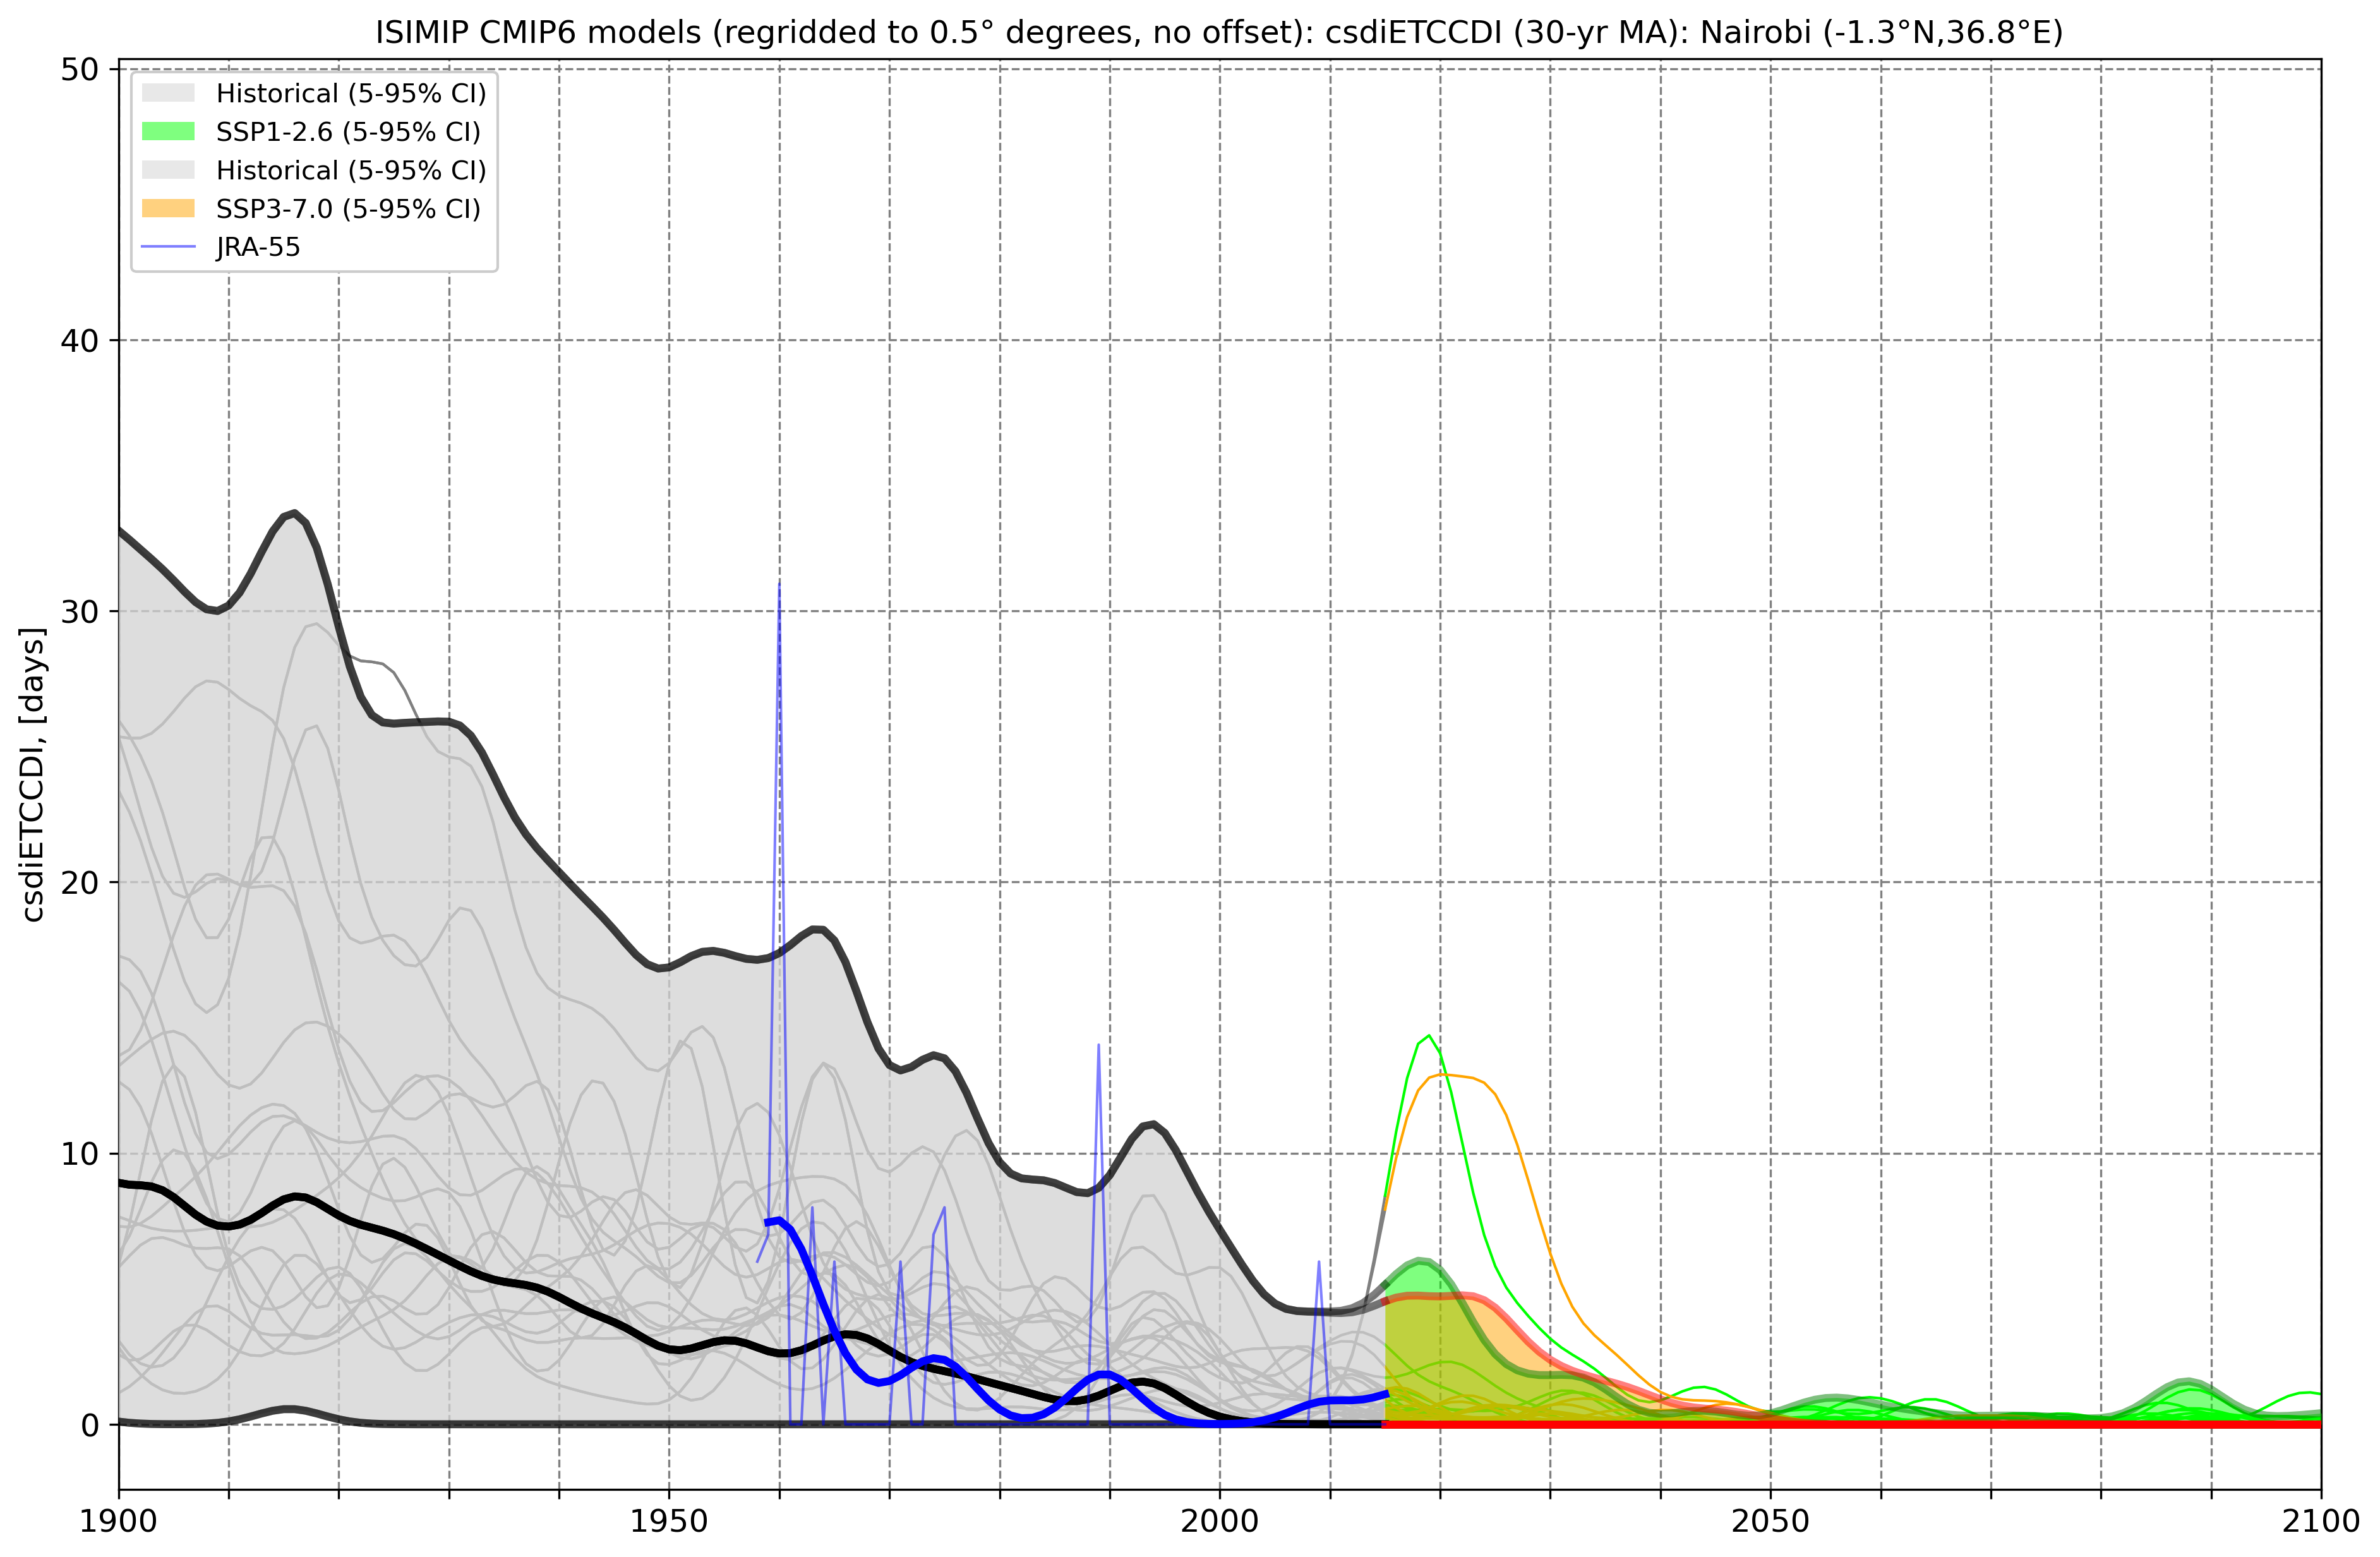 ISIMIP CMIP6 models (regridded to 0.5° degrees, no offset): csdiETCCDI (30-yr MA): Nairobi (-1.3°N,36.8°E)
Historical (5-95% CI)
SSP1-2.6 (5-95% CI)
Historical (5-95% CI)
SSP3-7.0 (5-95% CI)
JRA-55
csdiETCCDI, [days]
50
40
30
20
10
0
1900 1950 2000 2050 2100